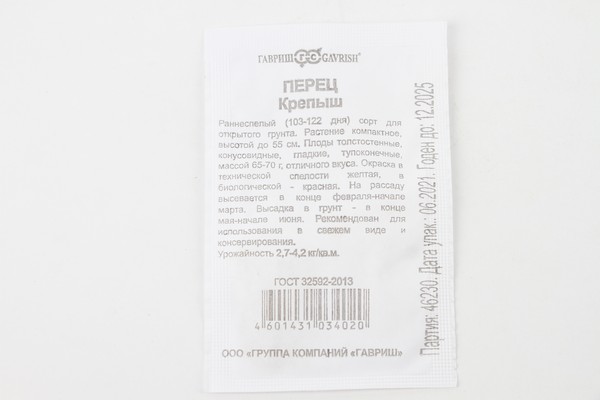 ГАВРИШ GAVRISH®
ПЕРЕЦ
Крепыш
Раннеспелый (103-122 дня) сорт для
открытого грунта. Растение компактное,
высотой до 55 см. Плоды толстостенные,
конусовидные, гладкие, тупоконечные,
массой 65-70 г, отличного вкуса. Окраска в
технической спелости желтая, в
биологической - красная. На рассаду
высевается в конце февраля-начале
марта. Высадка в грунт - в конце
мая-начале июня. Рекомендован для
использования в свежем виде и
консервирования.
Урожайность 2,7-4,2 кг/кв.м.
ГОСТ 32592-2013
4 601431 034020
ООО «ГРУППА КОМПАНИЙ «ГАВРИШ»
Партия: 46230. Дата упак.: 06.2021. Годен до: 12.2025